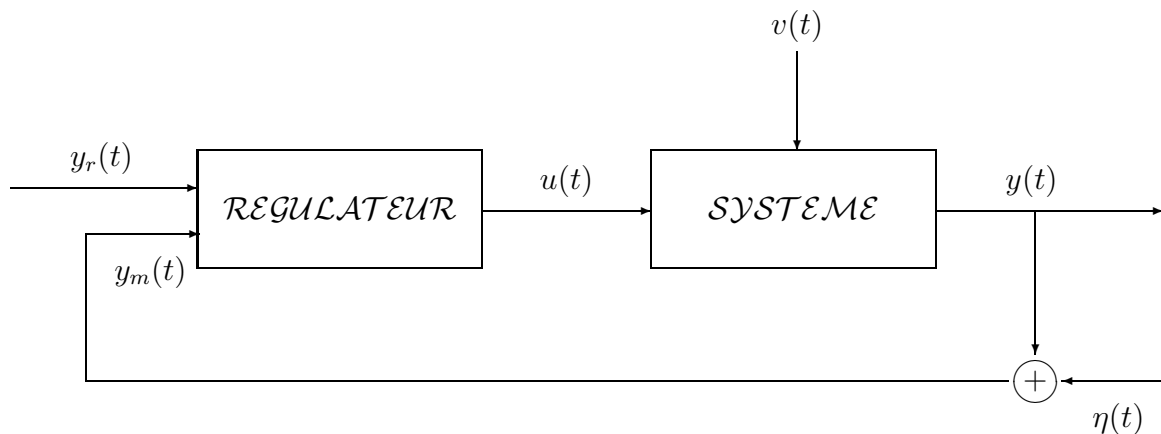 v(t)
y_r(t)
REGULATEUR
u(t)
SYSTEME
y(t)
y_m(t)
+
η(t)